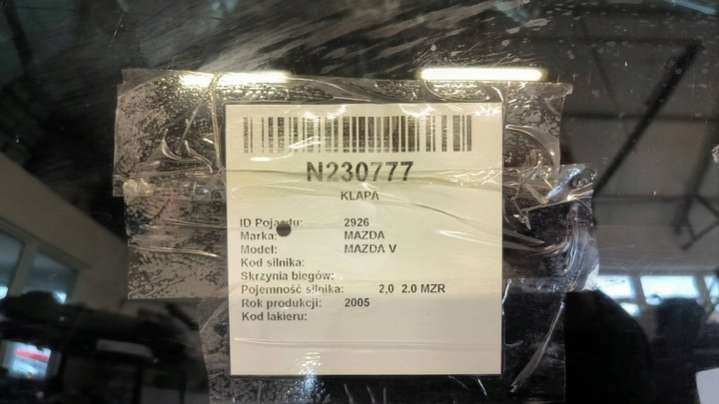 N230777
KLAPA
ID Pojazdu: 2926
Marka: MAZDA
Model: MAZDA V
Kod silnika:
Skrzynia biegów:
Pojemność silnika: 2,0 2.0 MZR
Rok produkcji: 2005
Kod lakieru: